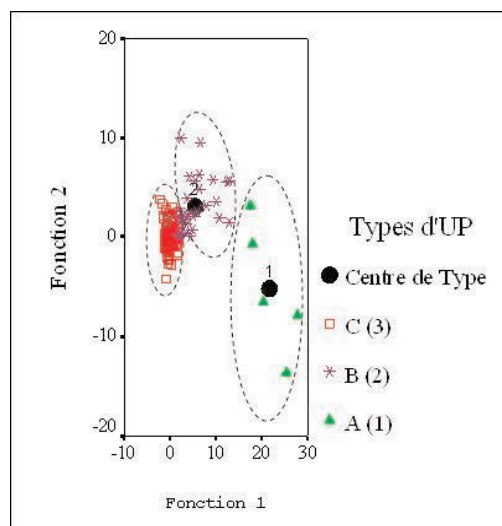 20
10
0
-10
-20
-10 0 10 20 30
Fonction 2
Fonction 1
2
1
Types d'UP
Centre de Type
C (3)
B (2)
A (1)